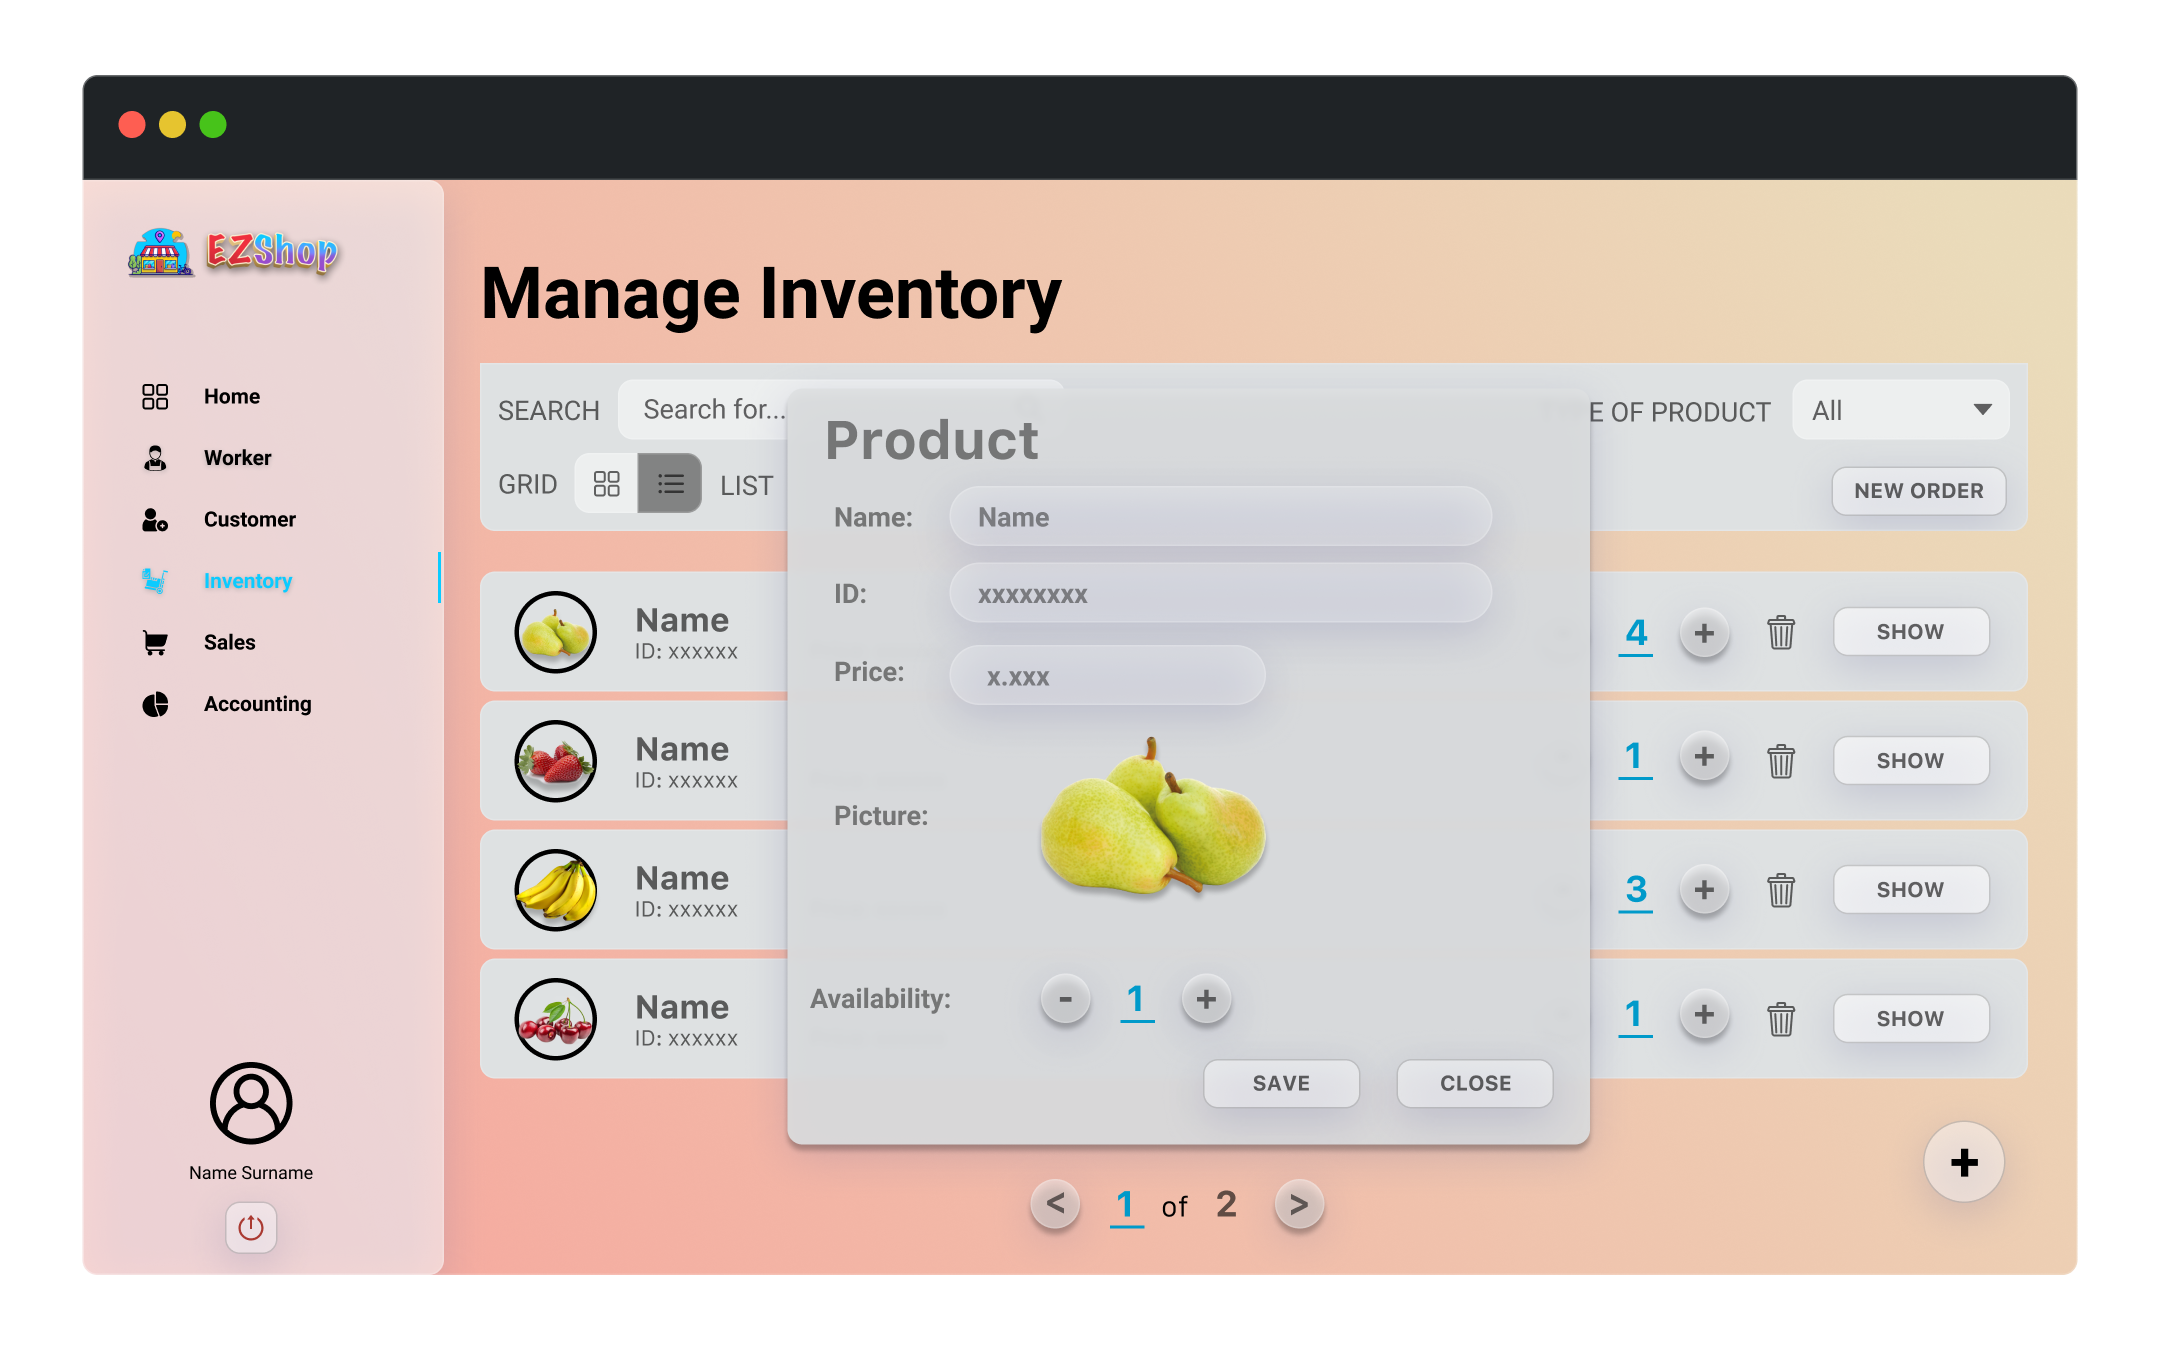 EZShop
Home
Worker
Customer
Inventory
Sales
Accounting
Name Surname
Manage Inventory
SEARCH Search for...
E OF PRODUCT All
GRID LIST
NEW ORDER
Name
ID: xxxxxx
4 + SHOW
Name
ID: xxxxxx
1 + SHOW
Name
ID: xxxxxx
3 + SHOW
Name
ID: xxxxxx
1 + SHOW
Product
Name: Name
ID: xxxxxxxx
Price: x.xxx
Picture:
Availability: - 1 +
SAVE CLOSE
+
< 1 of 2 >